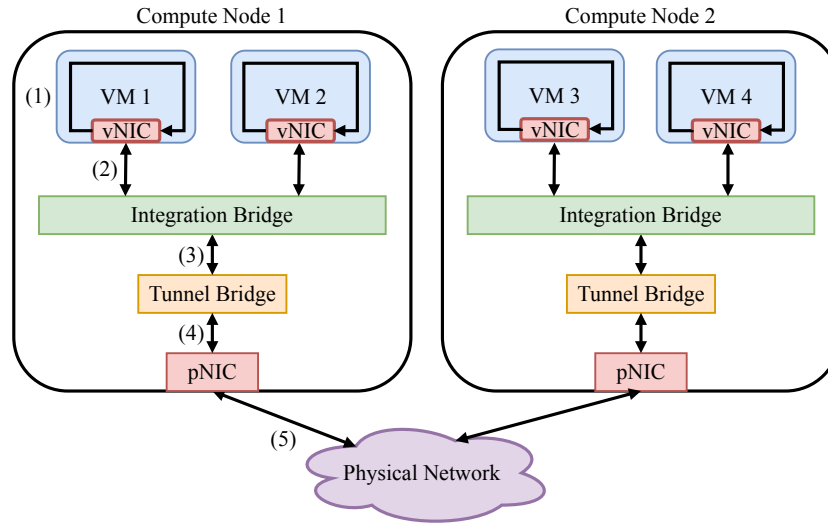 Compute Node 1
Compute Node 2
(1)
VM 1
VM 2
VM 3
VM 4
vNIC
vNIC
vNIC
vNIC
(2)
Integration Bridge
Integration Bridge
(3)
Tunnel Bridge
Tunnel Bridge
(4)
pNIC
pNIC
(5)
Physical Network